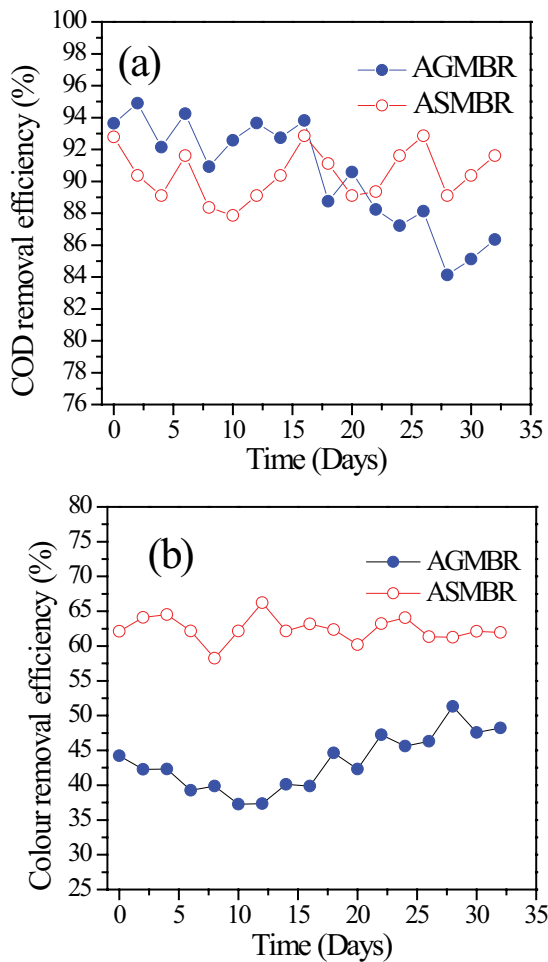 (a)
AGMBR
ASMBR
COD removal efficiency (%)
100
98
96
94
92
90
88
86
84
82
80
78
76
0 5 10 15 20 25 30 35
Time (Days)
(b)
AGMBR
ASMBR
Colour removal efficiency (%)
80
75
70
65
60
55
50
45
40
35
30
25
0 5 10 15 20 25 30 35
Time (Days)